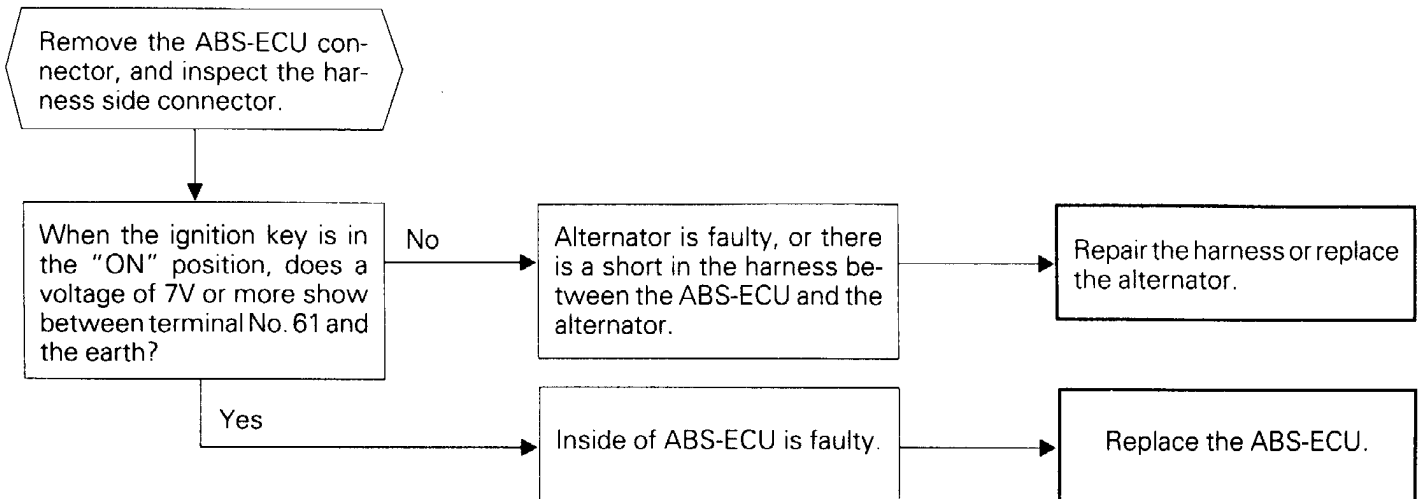 Remove the ABS-ECU con-
nector, and inspect the har-
ness side connector.
When the ignition key is in
the "ON" position, does a
voltage of 7V or more show
between terminal No. 61 and
the earth?
No
Alternator is faulty, or there
is a short in the harness be-
tween the ABS-ECU and the
alternator.
Repair the harness or replace
the alternator.
Yes
Inside of ABS-ECU is faulty.
Replace the ABS-ECU.